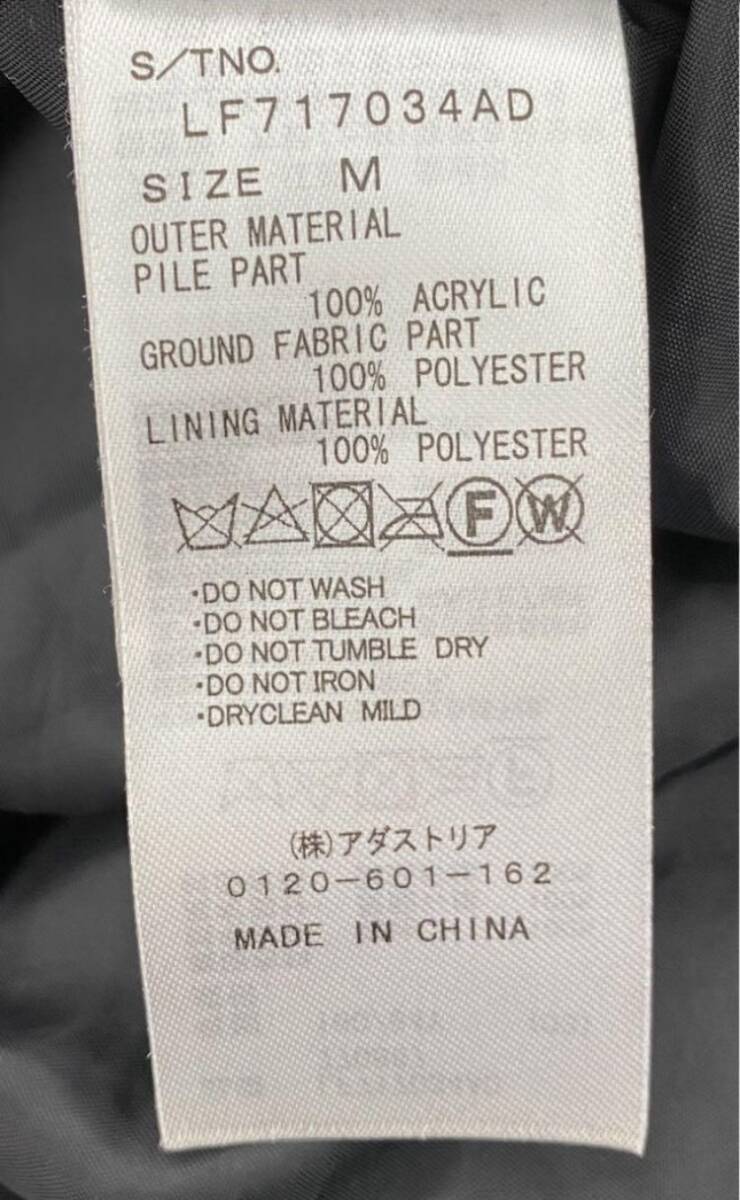 S/TNO.
LF717034AD
SIZE M
OUTER MATERIAL
PILE PART
100% ACRYLIC
GROUND FABRIC PART
100% POLYESTER
LINING MATERIAL
100% POLYESTER
F W
・DO NOT WASH
・DO NOT BLEACH
・DO NOT TUMBLE DRY
・DO NOT IRON
・DRYCLEAN MILD
(株)アダストリア
0120-601-162
MADE IN CHINA